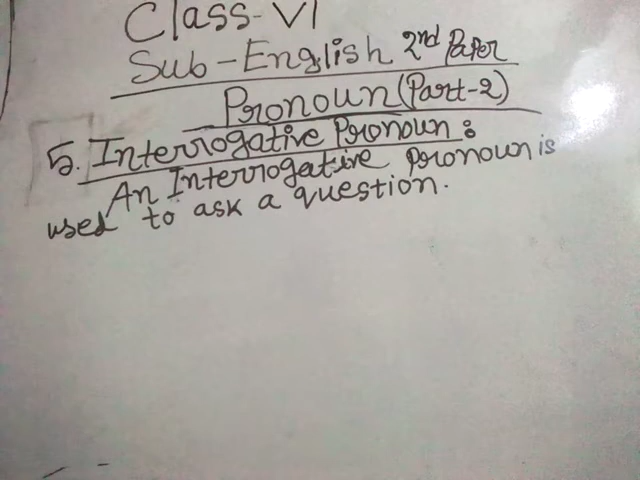 Class-VI
Sub-English 2nd Paper
Pronoun (Part-2)
5. Interrogative Pronoun:
An Interrogative pronoun is
used to ask a question.